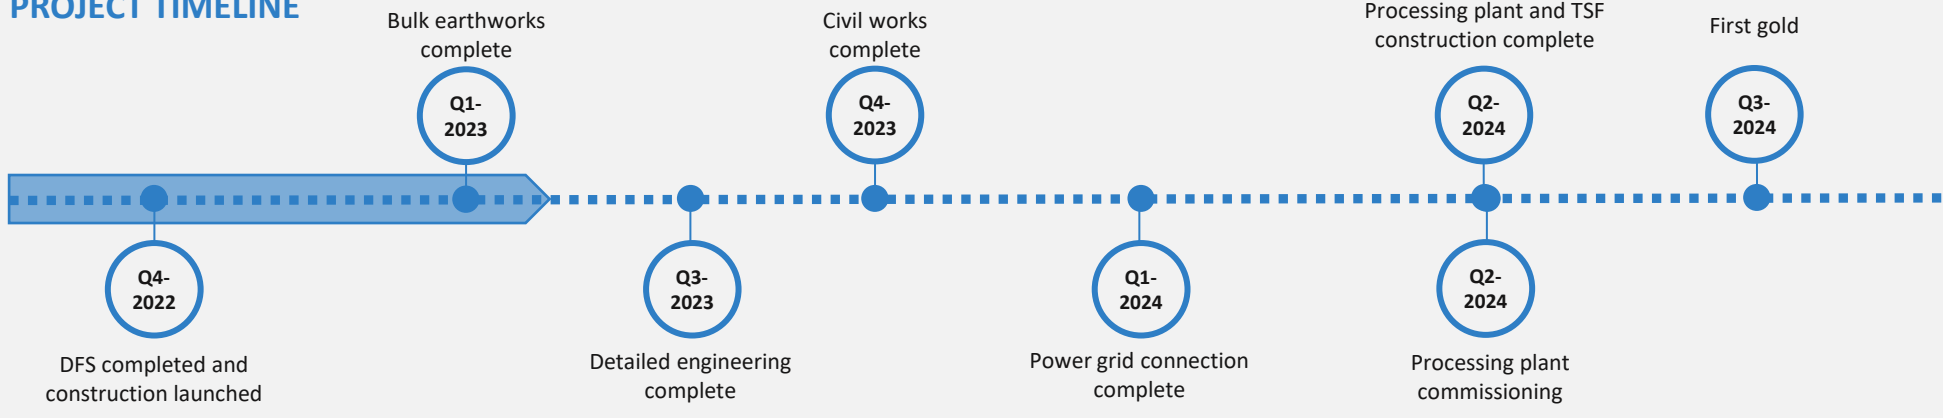 PROJECT TIMELINE
Bulk earthworks
complete
Q1-
2023
Civil works
complete
Q4-
2023
Processing plant and TSF
construction complete
Q2-
2024
First gold
Q3-
2024
Q4-
2022
DFS completed and
construction launched
Q3-
2023
Detailed engineering
complete
Q1-
2024
Power grid connection
complete
Q2-
2024
Processing plant
commissioning